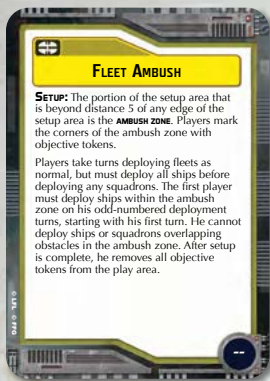 FLEET AMBUSH
SETUP: The portion of the setup area that
is beyond distance 5 of any edge of the
setup area is the AMBUSH ZONE. Players mark
the corners of the ambush zone with
objective tokens.
Players take turns deploying fleets as
normal, but must deploy all ships before
deploying any squadrons. The first player
must deploy ships within the ambush
zone on his odd-numbered deployment
turns, starting with his first turn. He cannot
deploy ships or squadrons overlapping
obstacles in the ambush zone. After setup
is complete, he removes all objective
tokens from the play area.
© LFL © FFG
--